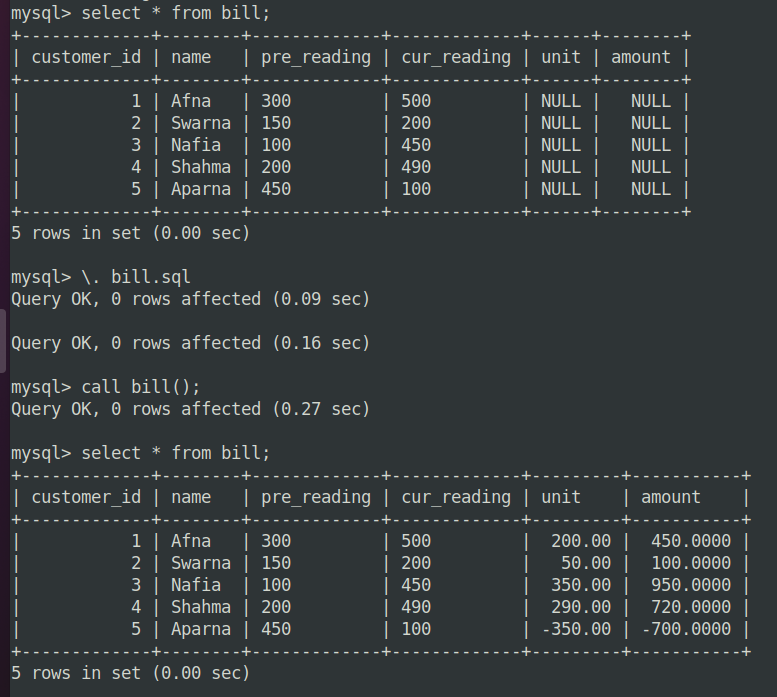 mysql> select * from bill;
+-------------+--------+-------------+-------------+------+--------+
| customer_id | name   | pre_reading | cur_reading | unit | amount |
+-------------+--------+-------------+-------------+------+--------+
|           1 | Afna   | 300         | 500         | NULL |   NULL |
|           2 | Swarna | 150         | 200         | NULL |   NULL |
|           3 | Nafia  | 100         | 450         | NULL |   NULL |
|           4 | Shahma | 200         | 490         | NULL |   NULL |
|           5 | Aparna | 450         | 100         | NULL |   NULL |
+-------------+--------+-------------+-------------+------+--------+
5 rows in set (0.00 sec)
mysql> \. bill.sql
Query OK, 0 rows affected (0.09 sec)
Query OK, 0 rows affected (0.16 sec)
mysql> call bill();
Query OK, 0 rows affected (0.27 sec)
mysql> select * from bill;
+-------------+--------+-------------+-------------+---------+-----------+
| customer_id | name   | pre_reading | cur_reading | unit    | amount    |
+-------------+--------+-------------+-------------+---------+-----------+
|           1 | Afna   | 300         | 500         |  200.00 |  450.0000 |
|           2 | Swarna | 150         | 200         |   50.00 |  100.0000 |
|           3 | Nafia  | 100         | 450         |  350.00 |  950.0000 |
|           4 | Shahma | 200         | 490         |  290.00 |  720.0000 |
|           5 | Aparna | 450         | 100         | -350.00 | -700.0000 |
+-------------+--------+-------------+-------------+---------+-----------+
5 rows in set (0.00 sec)